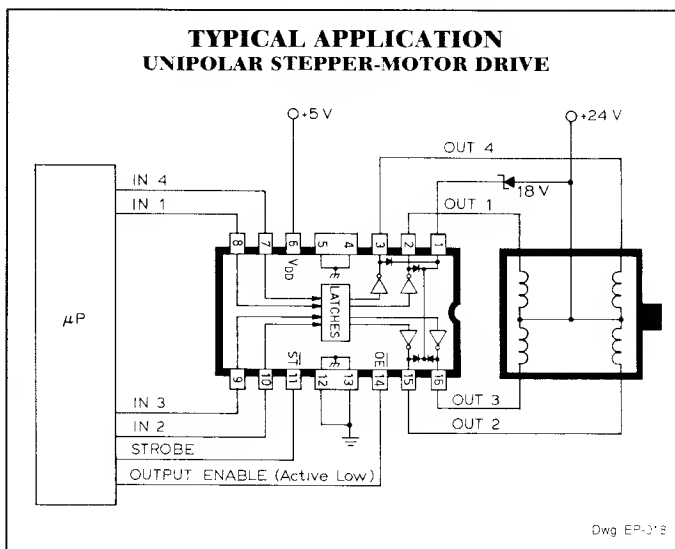 TYPICAL APPLICATION
UNIPOLAR STEPPER-MOTOR DRIVE
+5 V
+24 V
OUT 4
IN 4
18 V
IN 1
OUT 1
8
7
6
5
4
3
2
1
VDD
μP
LATCHES
ST
OE
9
10
11
12
13
14
15
16
IN 3
OUT 3
IN 2
OUT 2
STROBE
OUTPUT ENABLE (Active Low)
Dwg EP-